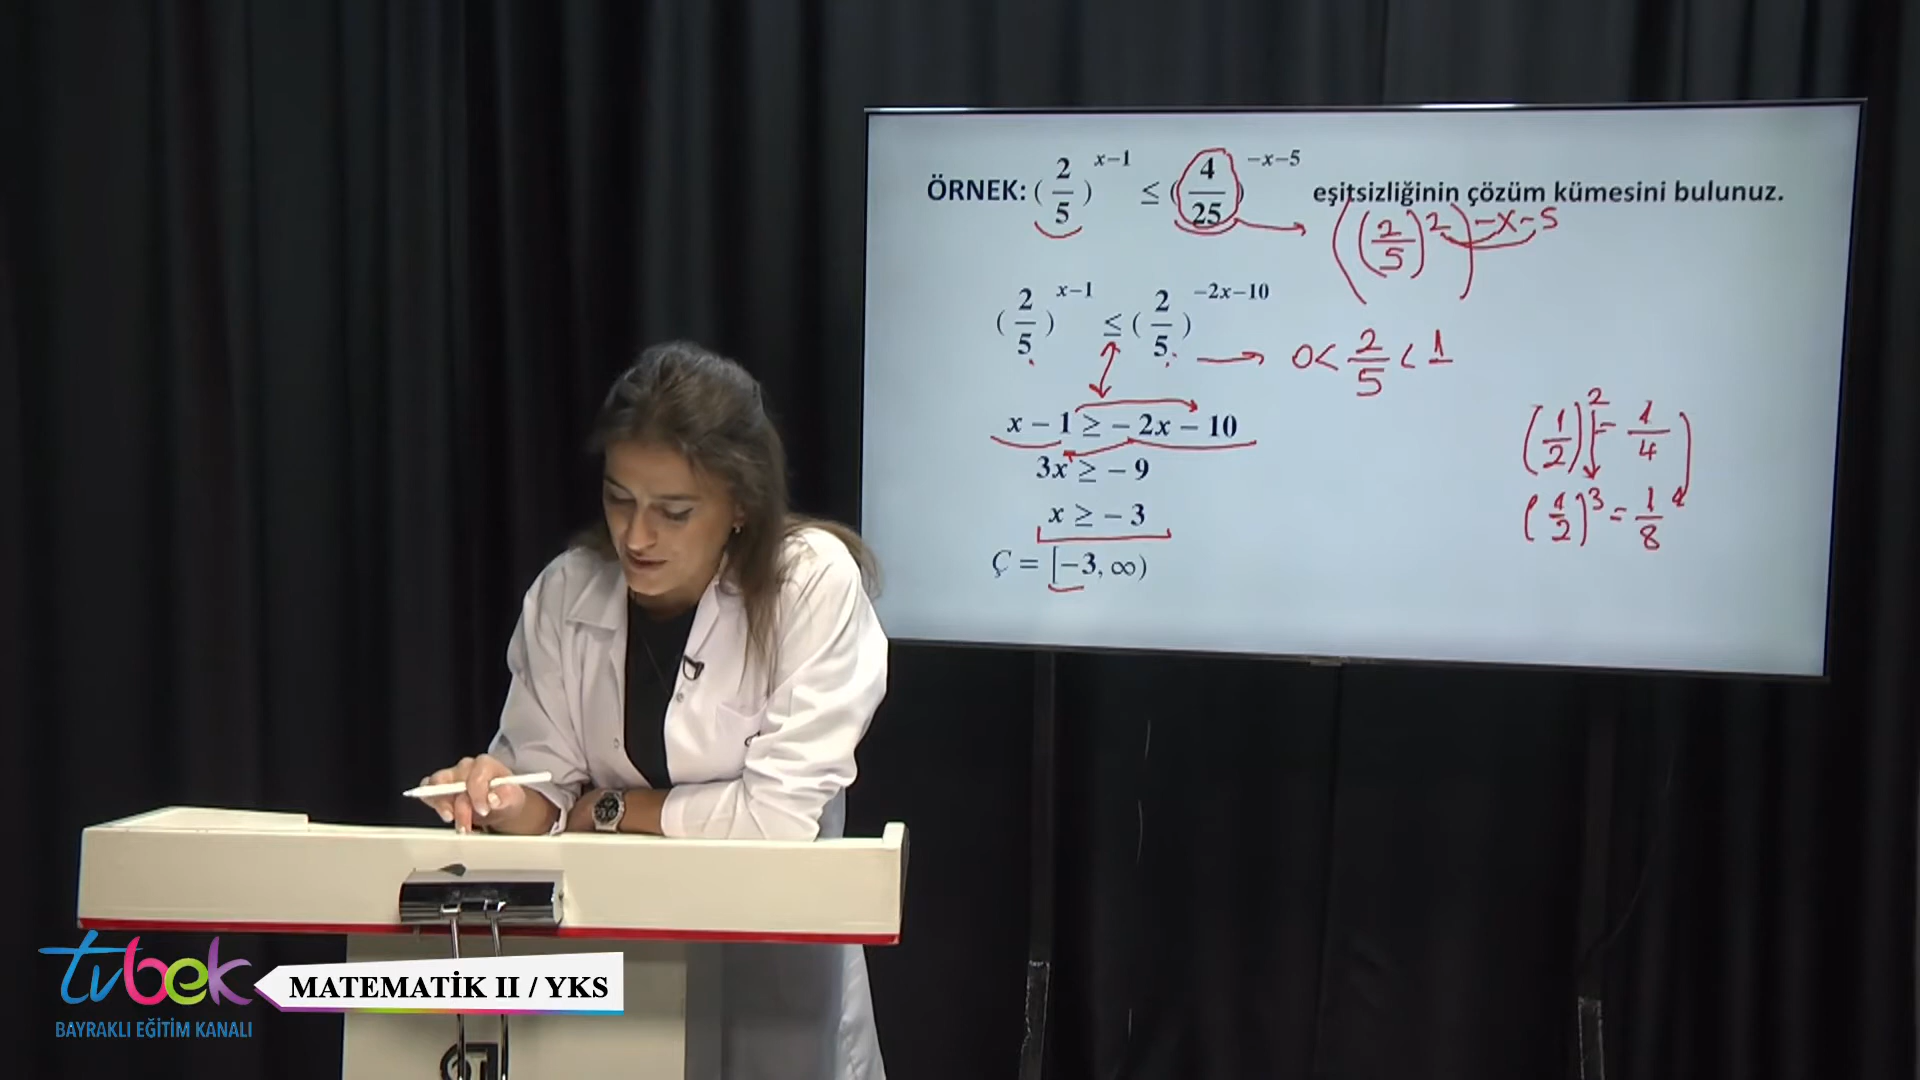 ÖRNEK: (2/5)^(x−1) ≤ (4/25)^(−x−5) eşitsizliğinin çözüm kümesini bulunuz.
((2/5)^2)^(−x−5)
(2/5)^(x−1) ≤ (2/5)^(−2x−10)
0 < 2/5 < 1
x − 1 ≥ − 2x − 10
(1/2)^2 = 1/4
3x ≥ − 9
x ≥ − 3
(1/2)^3 = 1/8
Ç = [−3, ∞)
tvbek
BAYRAKLI EĞİTİM KANALI
MATEMATİK II / YKS